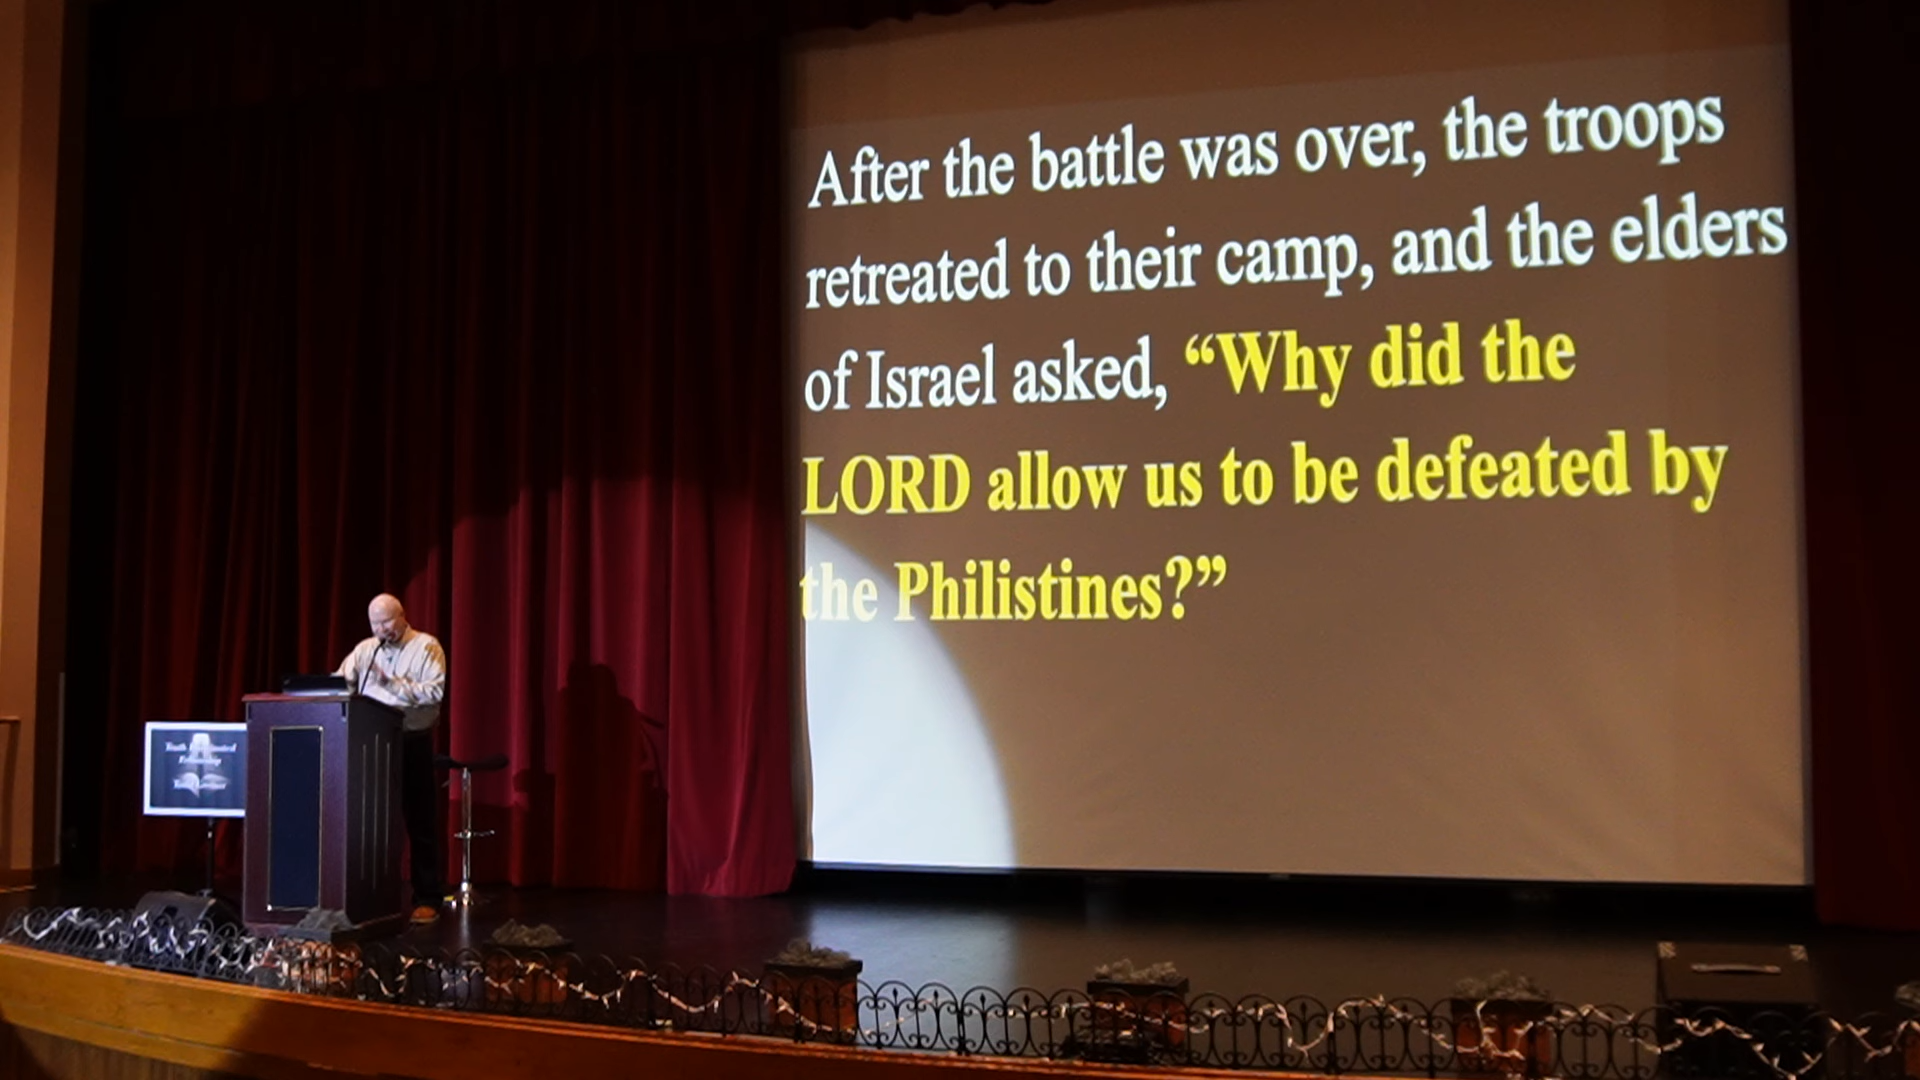 After the battle was over, the troops
retreated to their camp, and the elders
of Israel asked, “Why did the
LORD allow us to be defeated by
the Philistines?”
Fellowship